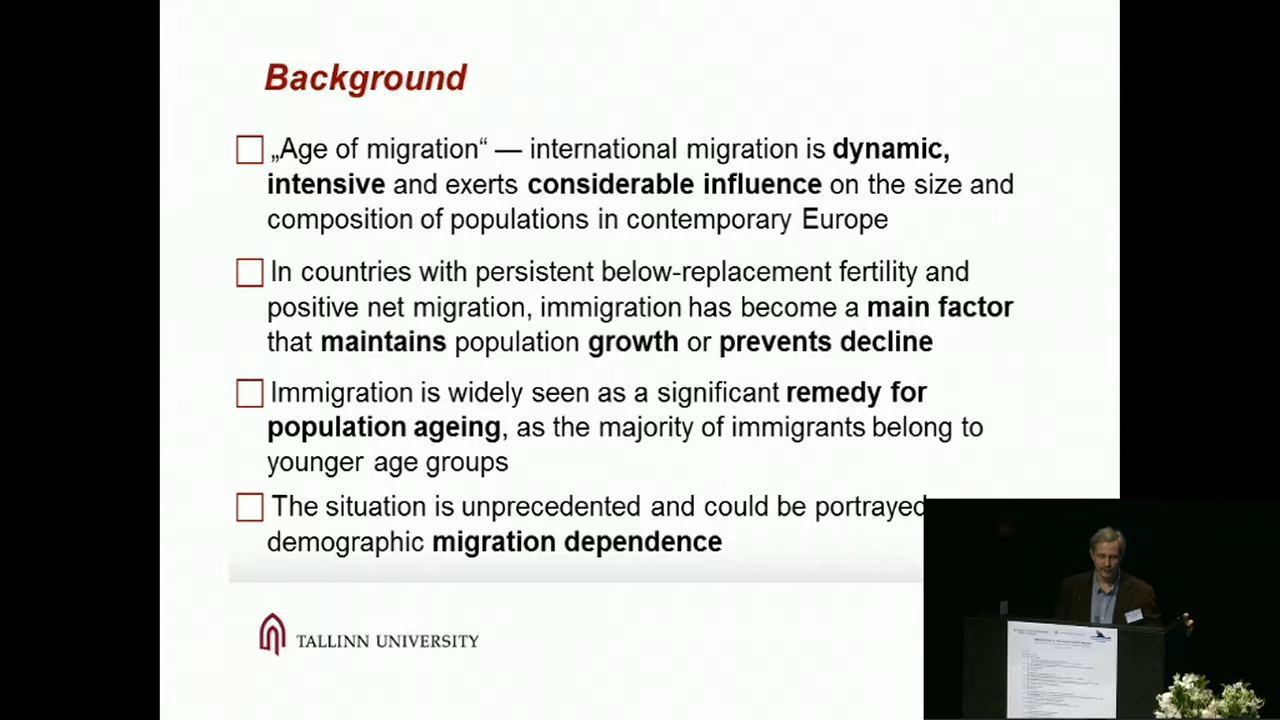 Background
„Age of migration“ — international migration is dynamic,
intensive and exerts considerable influence on the size and
composition of populations in contemporary Europe
In countries with persistent below-replacement fertility and
positive net migration, immigration has become a main factor
that maintains population growth or prevents decline
Immigration is widely seen as a significant remedy for
population ageing, as the majority of immigrants belong to
younger age groups
The situation is unprecedented and could be portrayed
demographic migration dependence
TALLINN UNIVERSITY